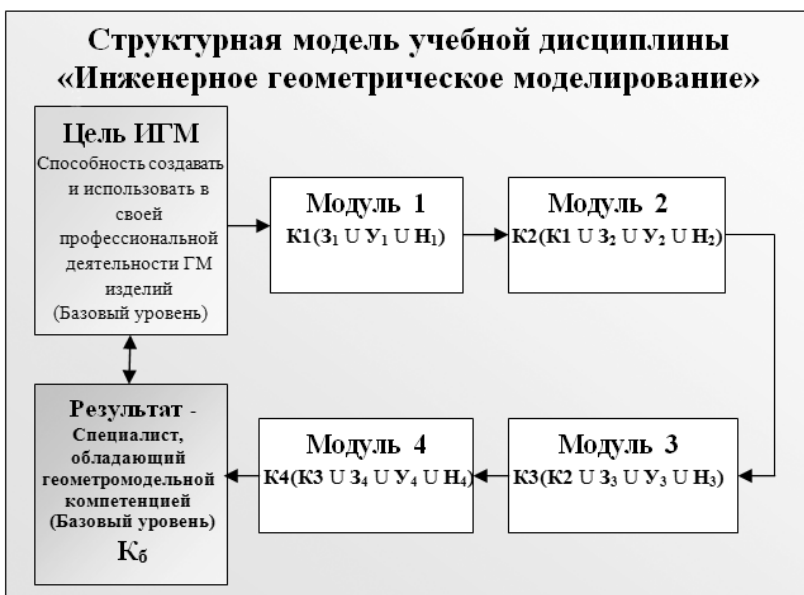 Структурная модель учебной дисциплины
«Инженерное геометрическое моделирование»
Цель ИГМ
Способность создавать
и использовать в
своей
профессиональной
деятельности ГМ
изделий
(Базовый уровень)
Модуль 1
К1(З₁ U У₁ U Н₁)
Модуль 2
К2(К1 U З₂ U У₂ U Н₂)
Модуль 3
К3(К2 U З₃ U У₃ U Н₃)
Модуль 4
К4(К3 U З₄ U У₄ U Н₄)
Результат -
Специалист,
обладающий
геометромодельной
компетенцией
(Базовый уровень)
Кб